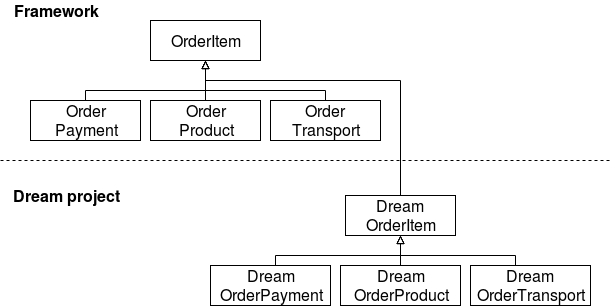 Framework
OrderItem
Order
Payment
Order
Product
Order
Transport
Dream project
Dream
OrderItem
Dream
OrderPayment
Dream
OrderProduct
Dream
OrderTransport